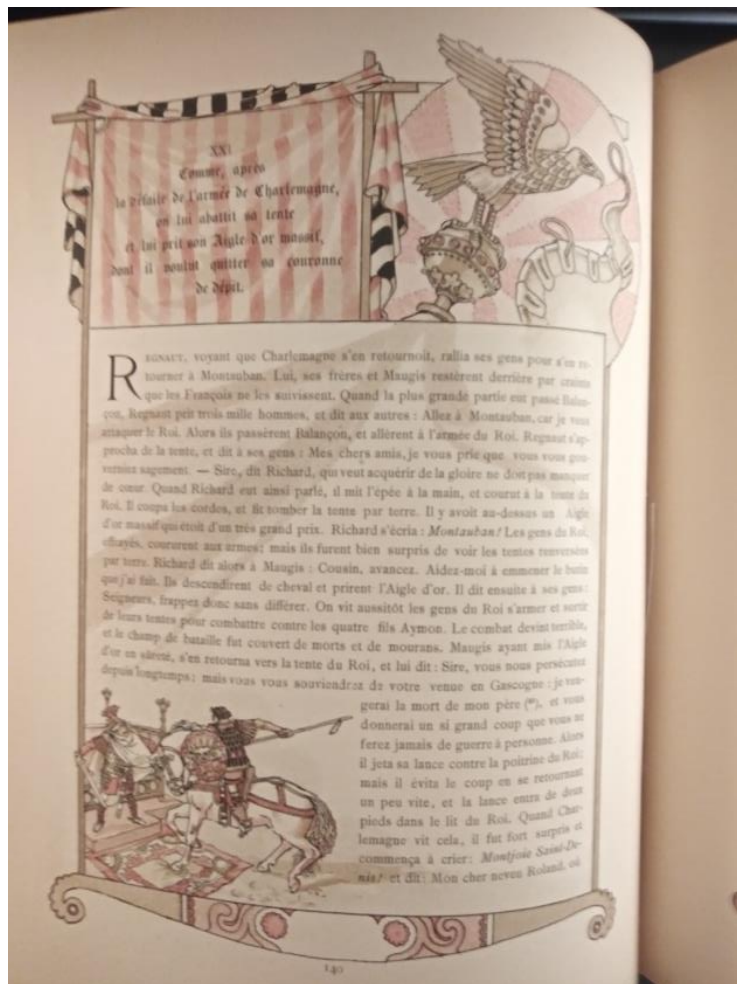 XXI
Comme, après
la défaite de l'armée de Charlemagne,
on lui abattit sa tente
et lui prit son Aigle d'or massif,
dont il voulut quitter sa couronne
de dépit.
REGNAUT, voyant que Charlemagne s'en retournoit, rallia ses gens pour s'en re-
tourner à Montauban. Lui, ses frères et Maugis restèrent derrière par crainte
que les François ne les suivissent. Quand la plus grande partie eut passé Balan-
çon, Regnaut prit trois mille hommes, et dit aux autres : Allez à Montauban, car je veux
attaquer le Roi. Alors ils passèrent Balançon, et allèrent à l'armée du Roi. Regnaut s'ap-
procha de la tente, et dit à ses gens : Mes chers amis, je vous prie que vous vous gou-
verniez sagement. — Sire, dit Richard, qui veut acquérir de la gloire ne doit pas manquer
de cœur. Quand Richard eut ainsi parlé, il mit l'épée à la main, et courut à la tente du
Roi. Il coupa les cordes, et fit tomber la tente par terre. Il y avoit au-dessus un Aigle
d'or massif qui étoit d'un très grand prix. Richard s'écria : Montauban ! Les gens du Roi,
effrayés, coururent aux armes ; mais ils furent bien surpris de voir les tentes renversées
par terre. Richard dit alors à Maugis : Cousin, avancez. Aidez-moi à emmener le butin
que j'ai fait. Ils descendirent de cheval et prirent l'Aigle d'or. Il dit ensuite à ses gens :
Seigneurs, frappez donc sans différer. On vit aussitôt les gens du Roi s'armer et sortir
de leurs tentes pour combattre contre les quatre fils Aymon. Le combat devint terrible,
et le champ de bataille fut couvert de morts et de mourans. Maugis ayant mis l'Aigle
d'or en sûreté, s'en retourna vers la tente du Roi, et lui dit : Sire, vous nous persécutez
depuis longtemps ; mais vous vous souviendrez de votre venue en Gascogne : je ven-
gerai la mort de mon père, et vous
donnerai un si grand coup que vous ne
ferez jamais de guerre à personne. Alors
il jeta sa lance contre la poitrine du Roi ;
mais il évita le coup en se retournant
un peu vite, et la lance entra de deux
pieds dans le lit du Roi. Quand Char-
lemagne vit cela, il fut fort surpris et
commença à crier : Montjoie Saint-De-
nis ! et dit : Mon cher neveu Roland, où
140